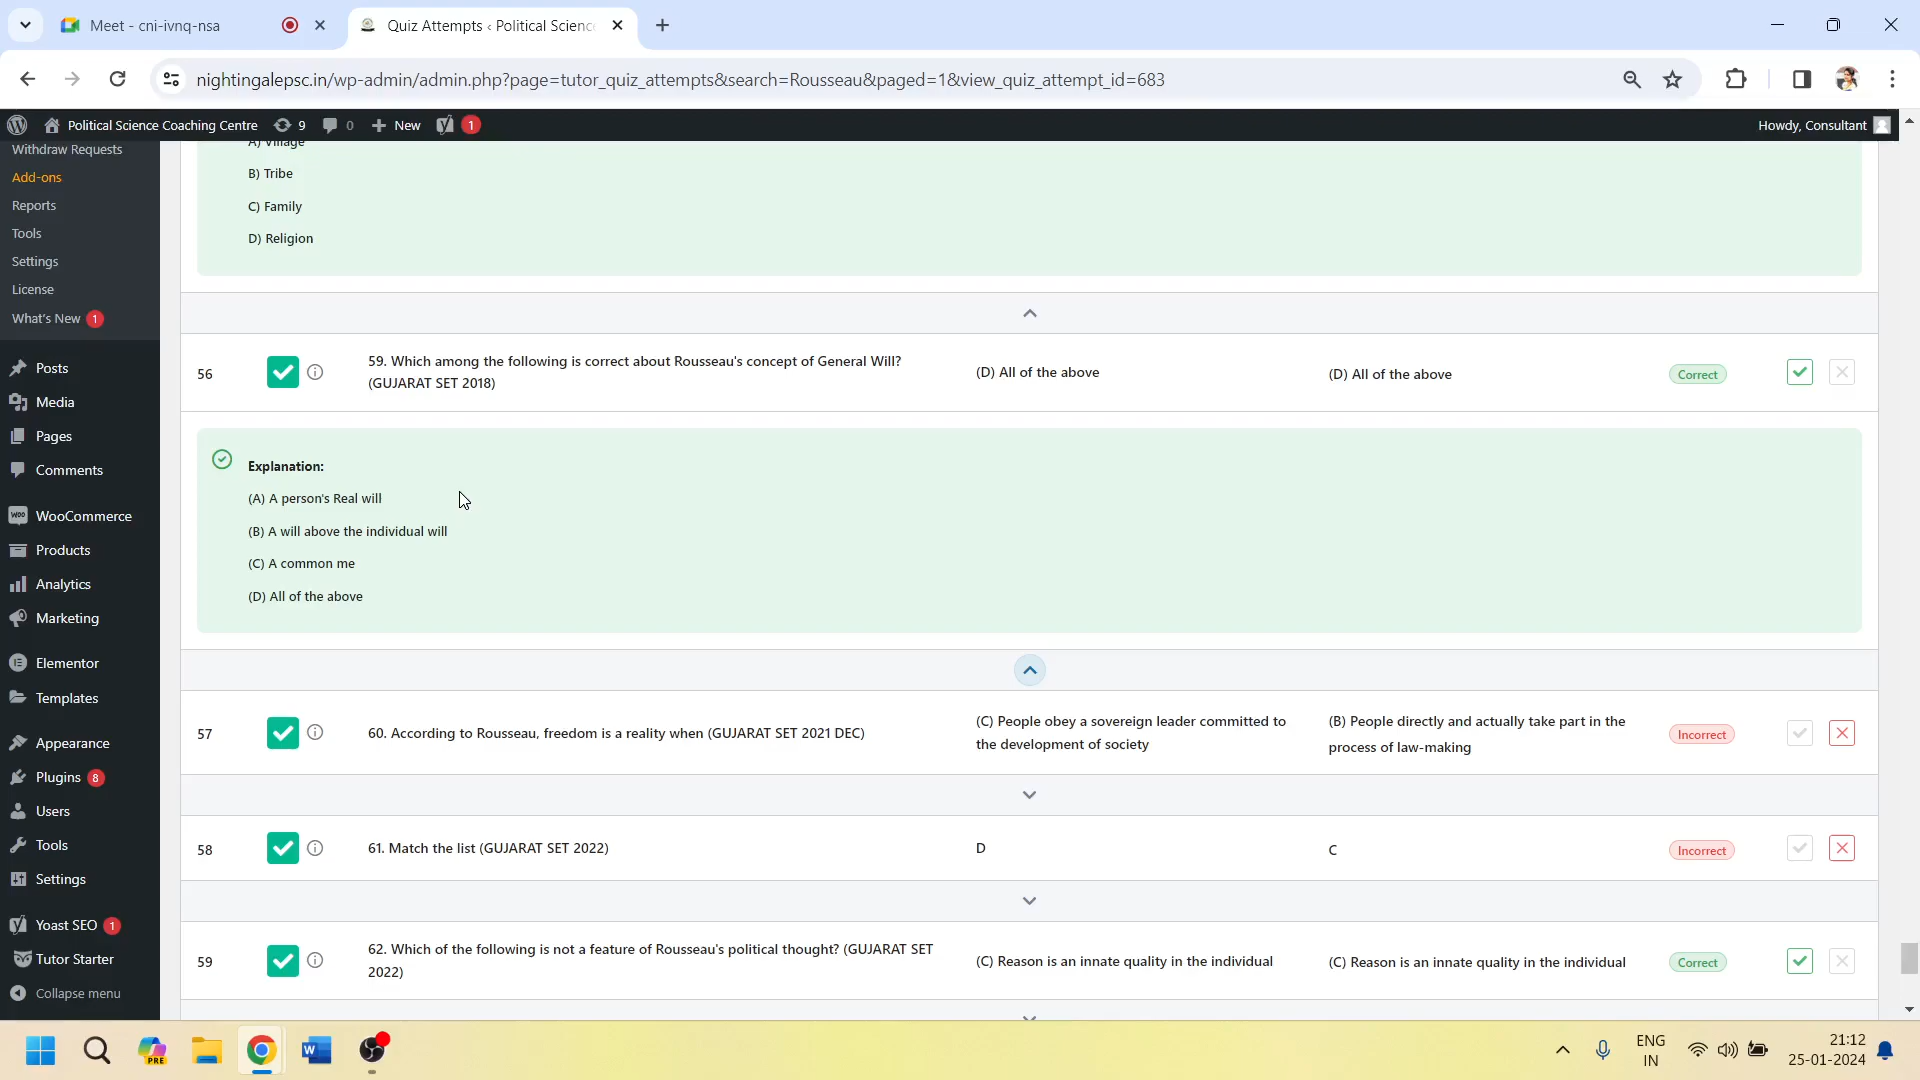 Meet - cni-ivnq-nsa
Quiz Attempts ‹ Political Science
nightingalepsc.in/wp-admin/admin.php?page=tutor_quiz_attempts&search=Rousseau&paged=1&view_quiz_attempt_id=683
Political Science Coaching Centre 9 0 New 1
Howdy, Consultant
Withdraw Requests
Add-ons
Reports
Tools
Settings
License
What's New 1
Posts
Media
Pages
Comments
WooCommerce
Products
Analytics
Marketing
Elementor
Templates
Appearance
Plugins 8
Users
Tools
Settings
Yoast SEO 1
Tutor Starter
Collapse menu
A) Village
B) Tribe
C) Family
D) Religion
56
59. Which among the following is correct about Rousseau's concept of General Will?
(GUJARAT SET 2018)
(D) All of the above
(D) All of the above
Correct
Explanation:
(A) A person's Real will
(B) A will above the individual will
(C) A common me
(D) All of the above
57
60. According to Rousseau, freedom is a reality when (GUJARAT SET 2021 DEC)
(C) People obey a sovereign leader committed to
the development of society
(B) People directly and actually take part in the
process of law-making
Incorrect
58
61. Match the list (GUJARAT SET 2022)
D
C
Incorrect
59
62. Which of the following is not a feature of Rousseau's political thought? (GUJARAT SET
2022)
(C) Reason is an innate quality in the individual
(C) Reason is an innate quality in the individual
Correct
PRE
ENG
IN
21:12
25-01-2024